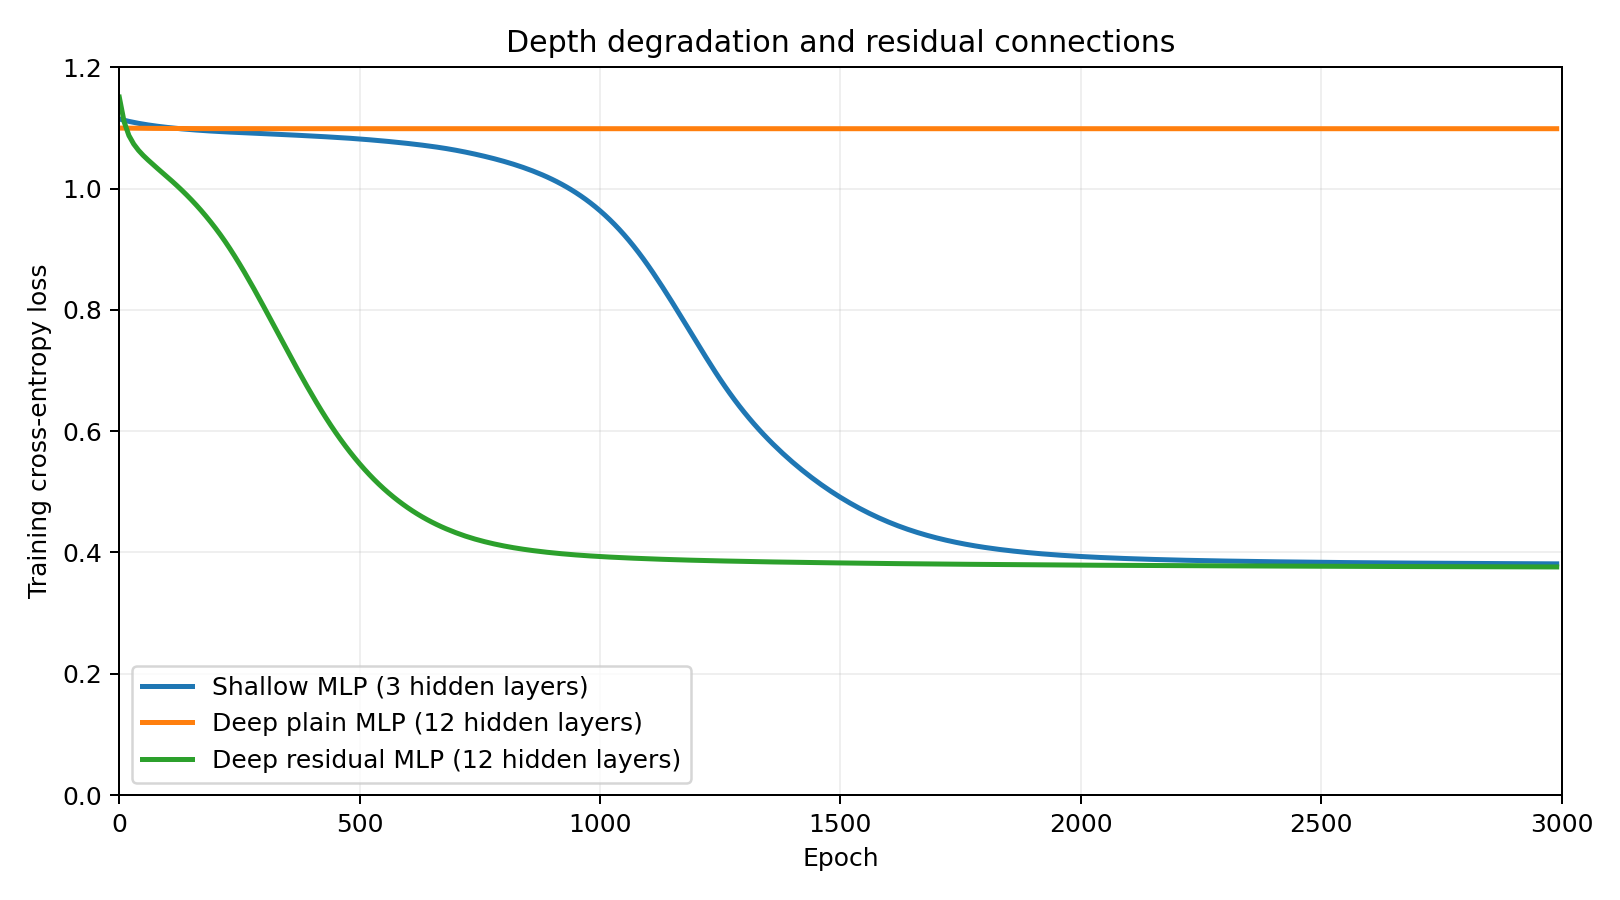 Depth degradation and residual connections
1.2
1.0
0.8
0.6
0.4
0.2
0.0
Training cross-entropy loss
Shallow MLP (3 hidden layers)
Deep plain MLP (12 hidden layers)
Deep residual MLP (12 hidden layers)
0 500 1000 1500 2000 2500 3000
Epoch